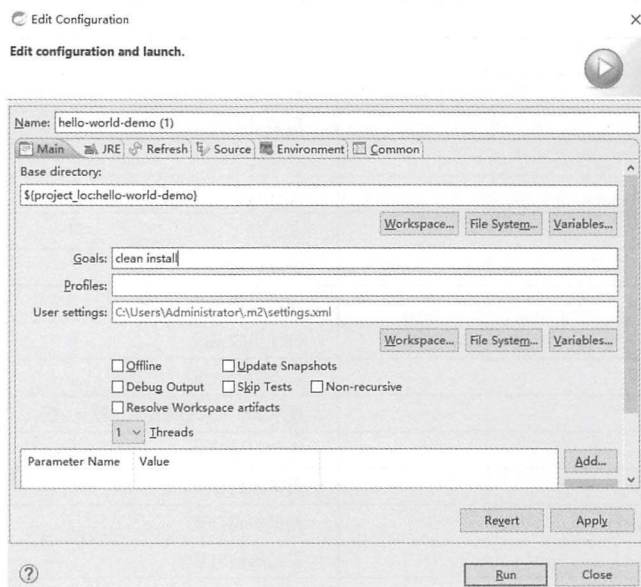 Edit Configuration
Edit configuration and launch.
Name: hello-world-demo (1)
Main JRE Refresh Source Environment Common
Base directory:
${project_loc:hello-world-demo}
Workspace... File System... Variables...
Goals: clean install
Profiles:
User settings: C:\Users\Administrator\.m2\settings.xml
Workspace... File System... Variables...
Offline Update Snapshots
Debug Output Skip Tests Non-recursive
Resolve Workspace artifacts
1 Threads
Parameter Name Value Add...
Revert Apply
? Run Close